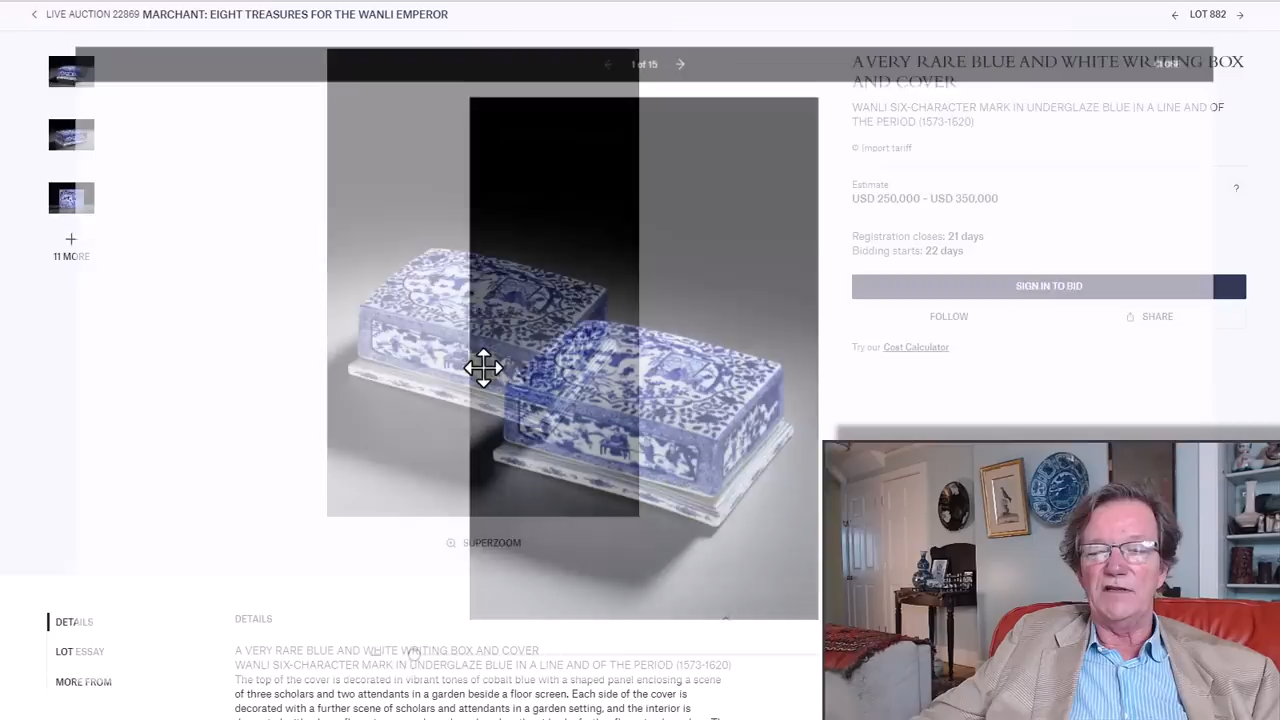 LIVE AUCTION 22869 MARCHANT: EIGHT TREASURES FOR THE WANLI EMPEROR
LOT 882
1 of 15
A VERY RARE BLUE AND WHITE WRITING BOX
AND COVER
WANLI SIX-CHARACTER MARK IN UNDERGLAZE BLUE IN A LINE AND OF
THE PERIOD (1573-1620)
Import tariff
Estimate
USD 250,000 – USD 350,000
?
Registration closes: 21 days
Bidding starts: 22 days
SIGN IN TO BID
FOLLOW
SHARE
Try our Cost Calculator
11 MORE
SUPERZOOM
DETAILS
LOT ESSAY
MORE FROM
DETAILS
A VERY RARE BLUE AND WHITE WRITING BOX AND COVER
WANLI SIX-CHARACTER MARK IN UNDERGLAZE BLUE IN A LINE AND OF THE PERIOD (1573-1620)
The top of the cover is decorated in vibrant tones of cobalt blue with a shaped panel enclosing a scene
of three scholars and two attendants in a garden beside a floor screen. Each side of the cover is
decorated with a further scene of scholars and attendants in a garden setting, and the interior is